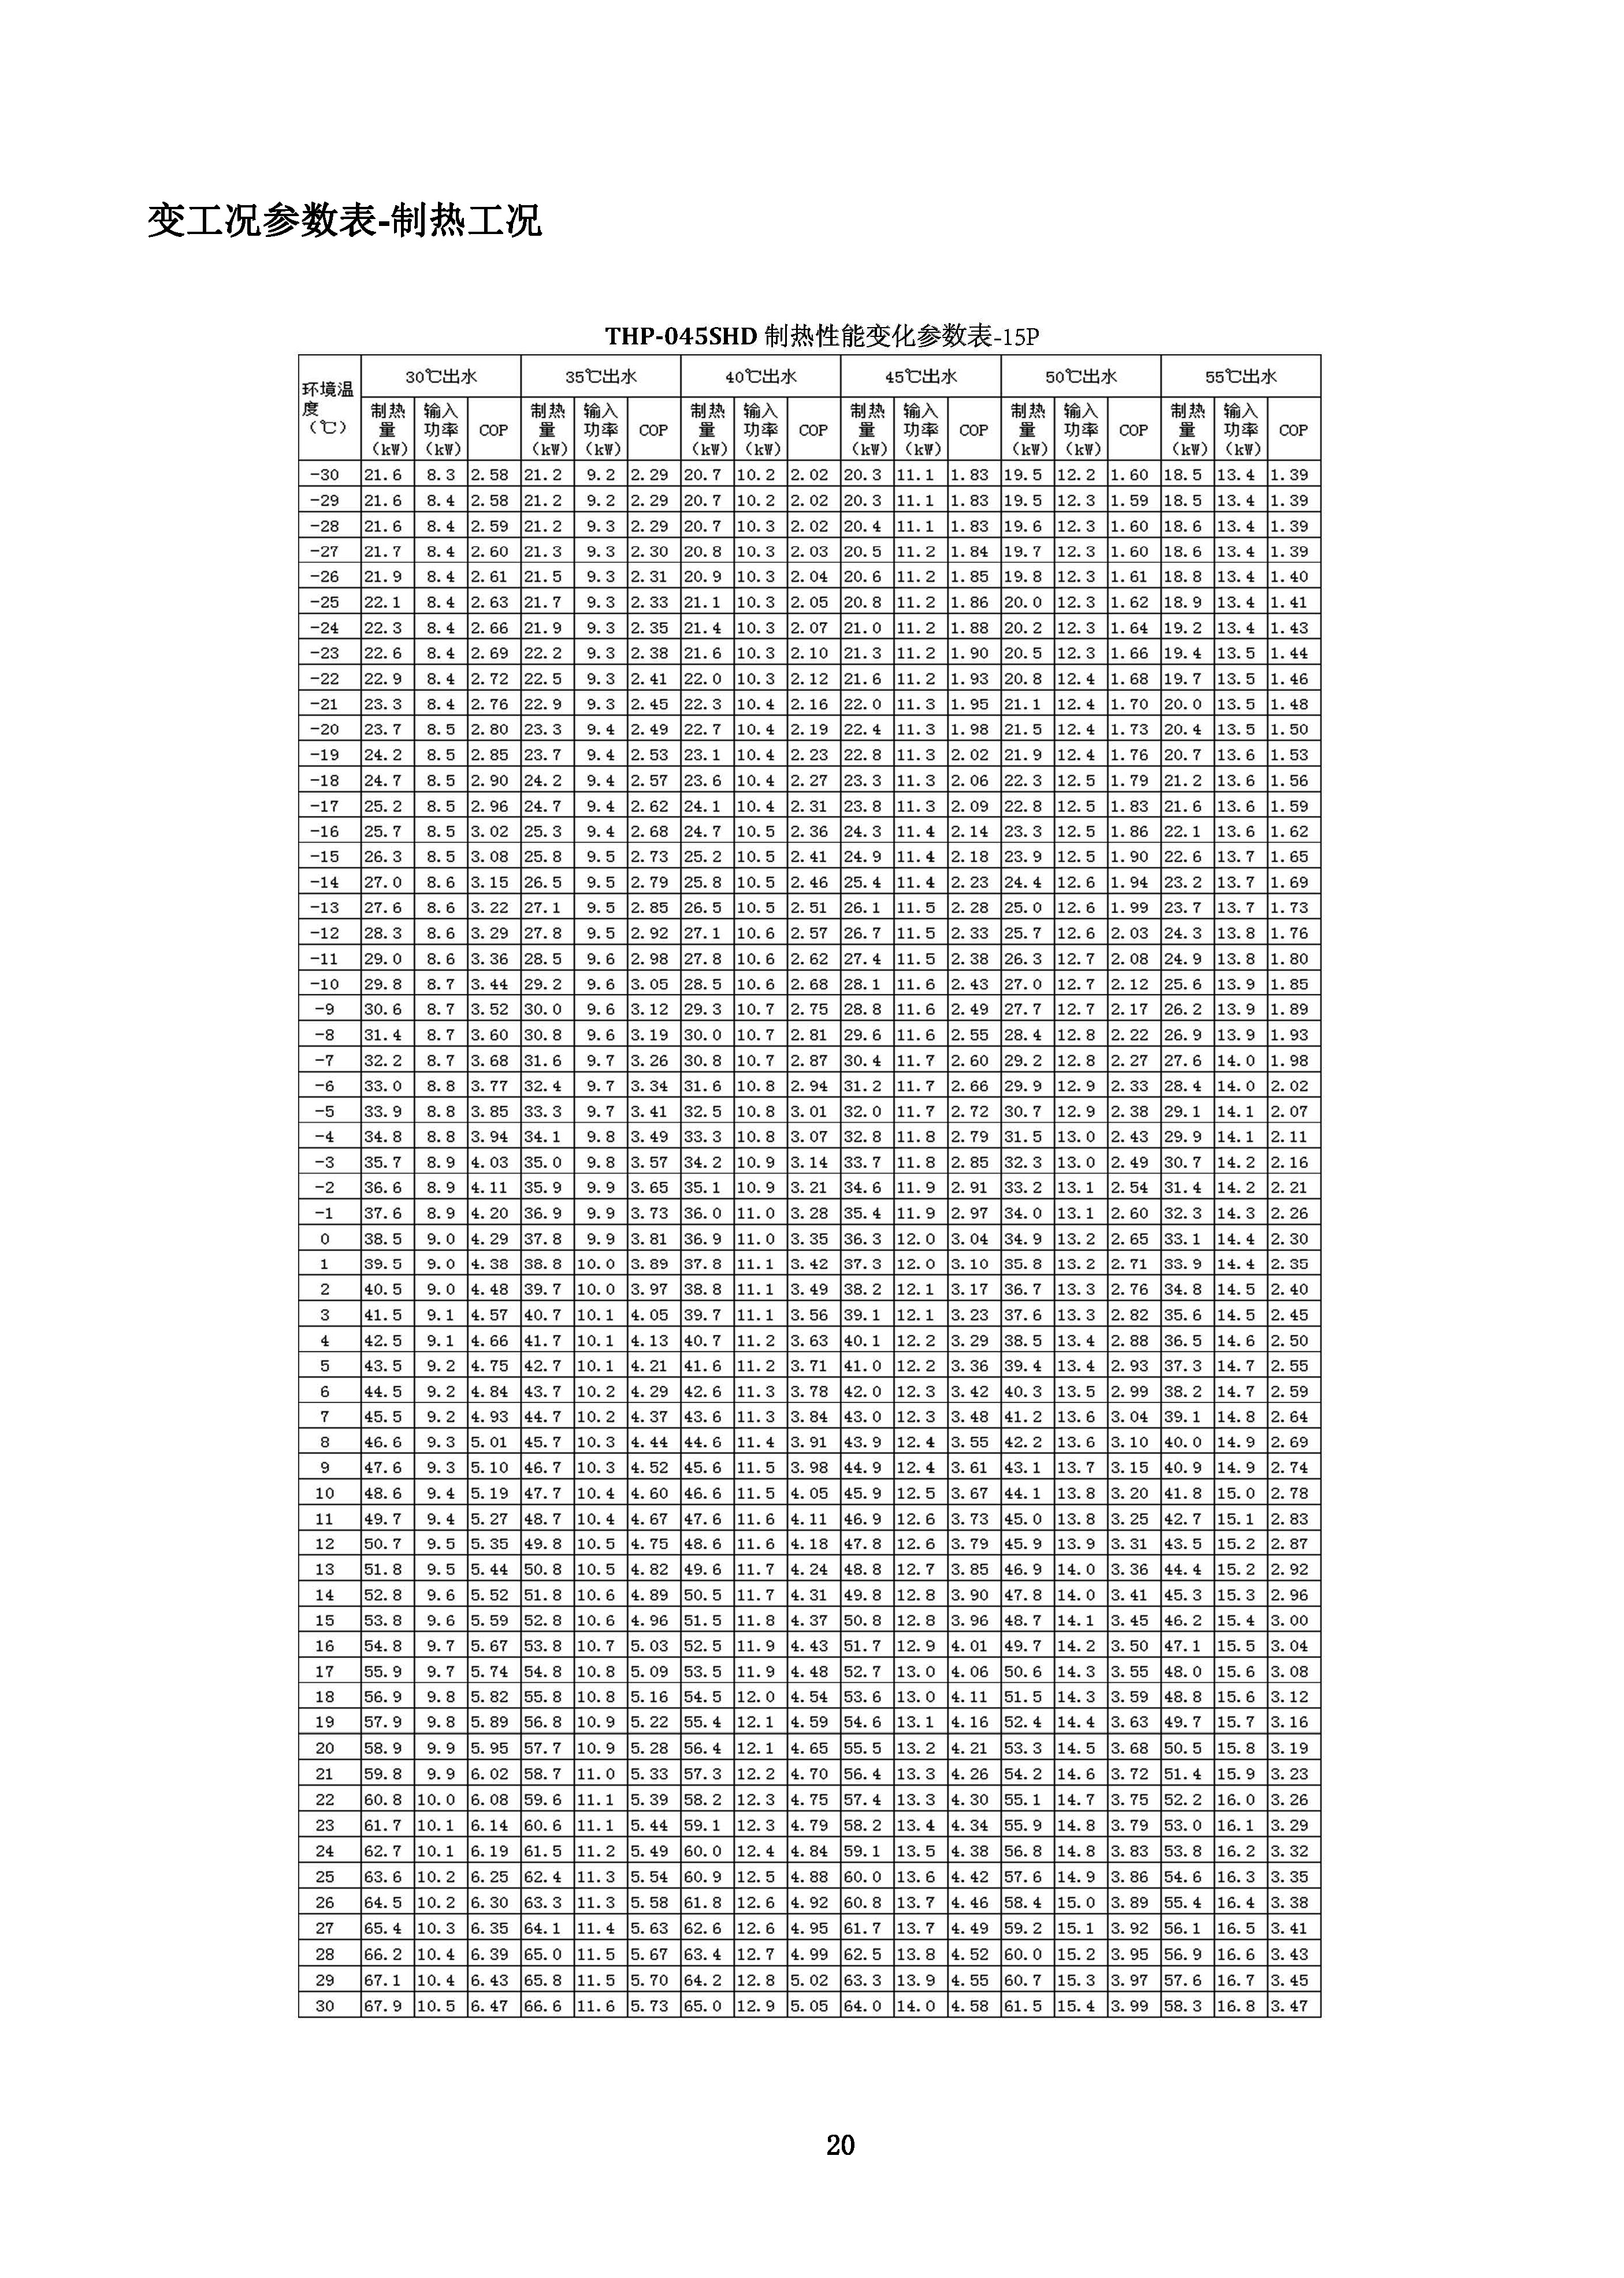 变工况参数表-制热工况
THP-045SHD 制热性能变化参数表-15P
环境温度（℃） 30℃出水 35℃出水 40℃出水 45℃出水 50℃出水 55℃出水
制热量（kW） 输入功率（kW） COP 制热量（kW） 输入功率（kW） COP 制热量（kW） 输入功率（kW） COP 制热量（kW） 输入功率（kW） COP 制热量（kW） 输入功率（kW） COP 制热量（kW） 输入功率（kW） COP
-30 21.6 8.3 2.58 21.2 9.2 2.29 20.7 10.2 2.02 20.3 11.1 1.83 19.5 12.2 1.60 18.5 13.4 1.39
-29 21.6 8.4 2.58 21.2 9.2 2.29 20.7 10.2 2.02 20.3 11.1 1.83 19.5 12.3 1.59 18.5 13.4 1.39
-28 21.6 8.4 2.59 21.2 9.3 2.29 20.7 10.3 2.02 20.4 11.1 1.83 19.6 12.3 1.60 18.6 13.4 1.39
-27 21.7 8.4 2.60 21.3 9.3 2.30 20.8 10.3 2.03 20.5 11.2 1.84 19.7 12.3 1.60 18.6 13.4 1.39
-26 21.9 8.4 2.61 21.5 9.3 2.31 20.9 10.3 2.04 20.6 11.2 1.85 19.8 12.3 1.61 18.8 13.4 1.40
-25 22.1 8.4 2.63 21.7 9.3 2.33 21.1 10.3 2.05 20.8 11.2 1.86 20.0 12.3 1.62 18.9 13.4 1.41
-24 22.3 8.4 2.66 21.9 9.3 2.35 21.4 10.3 2.07 21.0 11.2 1.88 20.2 12.3 1.64 19.2 13.4 1.43
-23 22.6 8.4 2.69 22.2 9.3 2.38 21.6 10.3 2.10 21.3 11.2 1.90 20.5 12.3 1.66 19.4 13.5 1.44
-22 22.9 8.4 2.72 22.5 9.3 2.41 22.0 10.3 2.12 21.6 11.2 1.93 20.8 12.4 1.68 19.7 13.5 1.46
-21 23.3 8.4 2.76 22.9 9.3 2.45 22.3 10.4 2.16 22.0 11.3 1.95 21.1 12.4 1.70 20.0 13.5 1.48
-20 23.7 8.5 2.80 23.3 9.4 2.49 22.7 10.4 2.19 22.4 11.3 1.98 21.5 12.4 1.73 20.4 13.5 1.50
-19 24.2 8.5 2.85 23.7 9.4 2.53 23.1 10.4 2.23 22.8 11.3 2.02 21.9 12.4 1.76 20.7 13.6 1.53
-18 24.7 8.5 2.90 24.2 9.4 2.57 23.6 10.4 2.27 23.3 11.3 2.06 22.3 12.5 1.79 21.2 13.6 1.56
-17 25.2 8.5 2.96 24.7 9.4 2.62 24.1 10.4 2.31 23.8 11.3 2.09 22.8 12.5 1.83 21.6 13.6 1.59
-16 25.7 8.5 3.02 25.3 9.4 2.68 24.7 10.5 2.36 24.3 11.4 2.14 23.3 12.5 1.86 22.1 13.6 1.62
-15 26.3 8.5 3.08 25.8 9.5 2.73 25.2 10.5 2.41 24.9 11.4 2.18 23.9 12.5 1.90 22.6 13.7 1.65
-14 27.0 8.6 3.15 26.5 9.5 2.79 25.8 10.5 2.46 25.4 11.4 2.23 24.4 12.6 1.94 23.2 13.7 1.69
-13 27.6 8.6 3.22 27.1 9.5 2.85 26.5 10.5 2.51 26.1 11.5 2.28 25.0 12.6 1.99 23.7 13.7 1.73
-12 28.3 8.6 3.29 27.8 9.5 2.92 27.1 10.6 2.57 26.7 11.5 2.33 25.7 12.6 2.03 24.3 13.8 1.76
-11 29.0 8.6 3.36 28.5 9.6 2.98 27.8 10.6 2.62 27.4 11.5 2.38 26.3 12.7 2.08 24.9 13.8 1.80
-10 29.8 8.7 3.44 29.2 9.6 3.05 28.5 10.6 2.68 28.1 11.6 2.43 27.0 12.7 2.12 25.6 13.9 1.85
-9 30.6 8.7 3.52 30.0 9.6 3.12 29.3 10.7 2.75 28.8 11.6 2.49 27.7 12.7 2.17 26.2 13.9 1.89
-8 31.4 8.7 3.60 30.8 9.6 3.19 30.0 10.7 2.81 29.6 11.6 2.55 28.4 12.8 2.22 26.9 13.9 1.93
-7 32.2 8.7 3.68 31.6 9.7 3.26 30.8 10.7 2.87 30.4 11.7 2.60 29.2 12.8 2.27 27.6 14.0 1.98
-6 33.0 8.8 3.77 32.4 9.7 3.34 31.6 10.8 2.94 31.2 11.7 2.66 29.9 12.9 2.33 28.4 14.0 2.02
-5 33.9 8.8 3.85 33.3 9.7 3.41 32.5 10.8 3.01 32.0 11.7 2.72 30.7 12.9 2.38 29.1 14.1 2.07
-4 34.8 8.8 3.94 34.1 9.8 3.49 33.3 10.8 3.07 32.8 11.8 2.79 31.5 13.0 2.43 29.9 14.1 2.11
-3 35.7 8.9 4.03 35.0 9.8 3.57 34.2 10.9 3.14 33.7 11.8 2.85 32.3 13.0 2.49 30.7 14.2 2.16
-2 36.6 8.9 4.11 35.9 9.9 3.65 35.1 10.9 3.21 34.6 11.9 2.91 33.2 13.1 2.54 31.4 14.2 2.21
-1 37.6 8.9 4.20 36.9 9.9 3.73 36.0 11.0 3.28 35.4 11.9 2.97 34.0 13.1 2.60 32.3 14.3 2.26
0 38.5 9.0 4.29 37.8 9.9 3.81 36.9 11.0 3.35 36.3 12.0 3.04 34.9 13.2 2.65 33.1 14.4 2.30
1 39.5 9.0 4.38 38.8 10.0 3.89 37.8 11.1 3.42 37.3 12.0 3.10 35.8 13.2 2.71 33.9 14.4 2.35
2 40.5 9.0 4.48 39.7 10.0 3.97 38.8 11.1 3.49 38.2 12.1 3.17 36.7 13.3 2.76 34.8 14.5 2.40
3 41.5 9.1 4.57 40.7 10.1 4.05 39.7 11.1 3.56 39.1 12.1 3.23 37.6 13.3 2.82 35.6 14.5 2.45
4 42.5 9.1 4.66 41.7 10.1 4.13 40.7 11.2 3.63 40.1 12.2 3.29 38.5 13.4 2.88 36.5 14.6 2.50
5 43.5 9.2 4.75 42.7 10.1 4.21 41.6 11.2 3.71 41.0 12.2 3.36 39.4 13.4 2.93 37.3 14.7 2.55
6 44.5 9.2 4.84 43.7 10.2 4.29 42.6 11.3 3.78 42.0 12.3 3.42 40.3 13.5 2.99 38.2 14.7 2.59
7 45.5 9.2 4.93 44.7 10.2 4.37 43.6 11.3 3.84 43.0 12.3 3.48 41.2 13.6 3.04 39.1 14.8 2.64
8 46.6 9.3 5.01 45.7 10.3 4.44 44.6 11.4 3.91 43.9 12.4 3.55 42.2 13.6 3.10 40.0 14.9 2.69
9 47.6 9.3 5.10 46.7 10.3 4.52 45.6 11.5 3.98 44.9 12.4 3.61 43.1 13.7 3.15 40.9 14.9 2.74
10 48.6 9.4 5.19 47.7 10.4 4.60 46.6 11.5 4.05 45.9 12.5 3.67 44.1 13.8 3.20 41.8 15.0 2.78
11 49.7 9.4 5.27 48.7 10.4 4.67 47.6 11.6 4.11 46.9 12.6 3.73 45.0 13.8 3.25 42.7 15.1 2.83
12 50.7 9.5 5.35 49.8 10.5 4.75 48.6 11.6 4.18 47.8 12.6 3.79 45.9 13.9 3.31 43.5 15.2 2.87
13 51.8 9.5 5.44 50.8 10.5 4.82 49.6 11.7 4.24 48.8 12.7 3.85 46.9 14.0 3.36 44.4 15.2 2.92
14 52.8 9.6 5.52 51.8 10.6 4.89 50.5 11.7 4.31 49.8 12.8 3.90 47.8 14.0 3.41 45.3 15.3 2.96
15 53.8 9.6 5.59 52.8 10.6 4.96 51.5 11.8 4.37 50.8 12.8 3.96 48.7 14.1 3.45 46.2 15.4 3.00
16 54.8 9.7 5.67 53.8 10.7 5.03 52.5 11.9 4.43 51.7 12.9 4.01 49.7 14.2 3.50 47.1 15.5 3.04
17 55.9 9.7 5.74 54.8 10.8 5.09 53.5 11.9 4.48 52.7 13.0 4.06 50.6 14.3 3.55 48.0 15.6 3.08
18 56.9 9.8 5.82 55.8 10.8 5.16 54.5 12.0 4.54 53.6 13.0 4.11 51.5 14.3 3.59 48.8 15.6 3.12
19 57.9 9.8 5.89 56.8 10.9 5.22 55.4 12.1 4.59 54.6 13.1 4.16 52.4 14.4 3.63 49.7 15.7 3.16
20 58.9 9.9 5.95 57.7 10.9 5.28 56.4 12.1 4.65 55.5 13.2 4.21 53.3 14.5 3.68 50.5 15.8 3.19
21 59.8 9.9 6.02 58.7 11.0 5.33 57.3 12.2 4.70 56.4 13.3 4.26 54.2 14.6 3.72 51.4 15.9 3.23
22 60.8 10.0 6.08 59.6 11.1 5.39 58.2 12.3 4.75 57.4 13.3 4.30 55.1 14.7 3.75 52.2 16.0 3.26
23 61.7 10.1 6.14 60.6 11.1 5.44 59.1 12.3 4.79 58.2 13.4 4.34 55.9 14.8 3.79 53.0 16.1 3.29
24 62.7 10.1 6.19 61.5 11.2 5.49 60.0 12.4 4.84 59.1 13.5 4.38 56.8 14.8 3.83 53.8 16.2 3.32
25 63.6 10.2 6.25 62.4 11.3 5.54 60.9 12.5 4.88 60.0 13.6 4.42 57.6 14.9 3.86 54.6 16.3 3.35
26 64.5 10.2 6.30 63.3 11.3 5.58 61.8 12.6 4.92 60.8 13.7 4.46 58.4 15.0 3.89 55.4 16.4 3.38
27 65.4 10.3 6.35 64.1 11.4 5.63 62.6 12.6 4.95 61.7 13.7 4.49 59.2 15.1 3.92 56.1 16.5 3.41
28 66.2 10.4 6.39 65.0 11.5 5.67 63.4 12.7 4.99 62.5 13.8 4.52 60.0 15.2 3.95 56.9 16.6 3.43
29 67.1 10.4 6.43 65.8 11.5 5.70 64.2 12.8 5.02 63.3 13.9 4.55 60.7 15.3 3.97 57.6 16.7 3.45
30 67.9 10.5 6.47 66.6 11.6 5.73 65.0 12.9 5.05 64.0 14.0 4.58 61.5 15.4 3.99 58.3 16.8 3.47
20